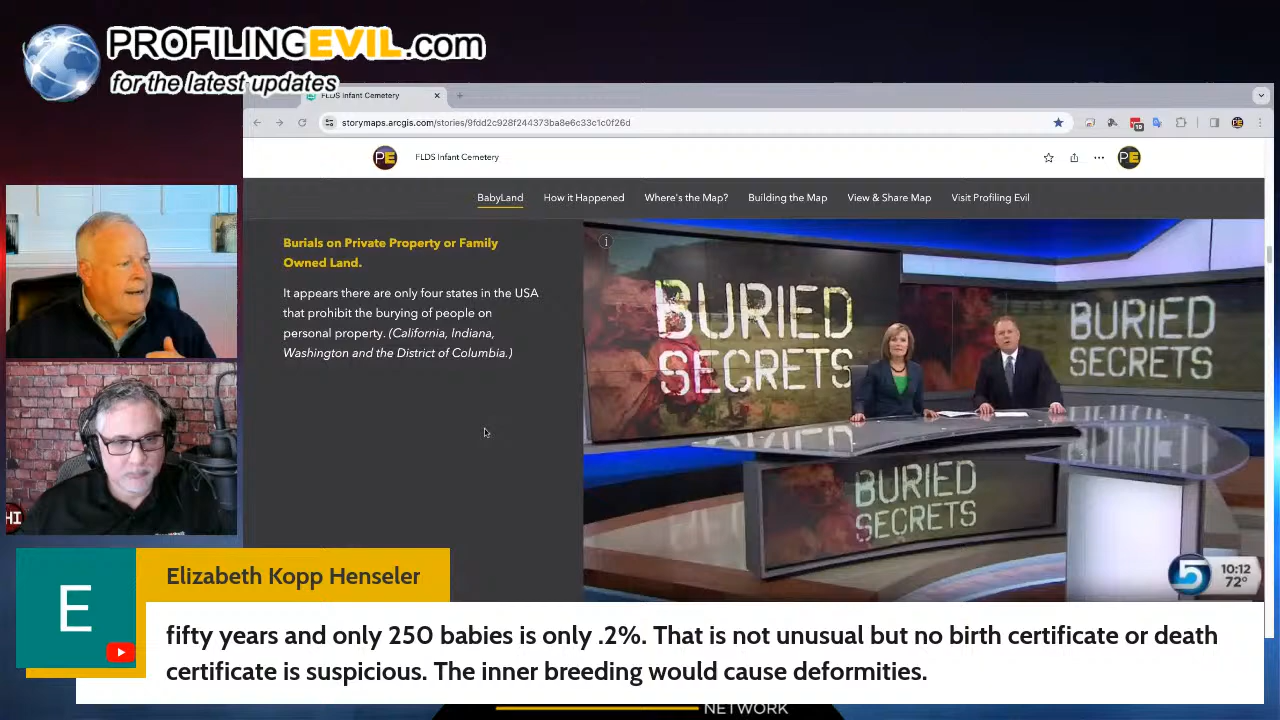 PROFILINGEVIL.com
for the latest updates
FLDS Infant Cemetery
storymaps.arcgis.com/stories/9fdd2c928f244373ba8e6c33c1c0f26d
PE
FLDS Infant Cemetery
PE
BabyLand
How it Happened
Where's the Map?
Building the Map
View & Share Map
Visit Profiling Evil
Burials on Private Property or Family
Owned Land.
It appears there are only four states in the USA
that prohibit the burying of people on
personal property. (California, Indiana,
Washington and the District of Columbia.)
BURIED
SECRETS
BURIED
SECRETS
BURIED
SECRETS
5
10:12
72°
HI
E
Elizabeth Kopp Henseler
fifty years and only 250 babies is only .2%. That is not unusual but no birth certificate or death
certificate is suspicious. The inner breeding would cause deformities.
NETWORK